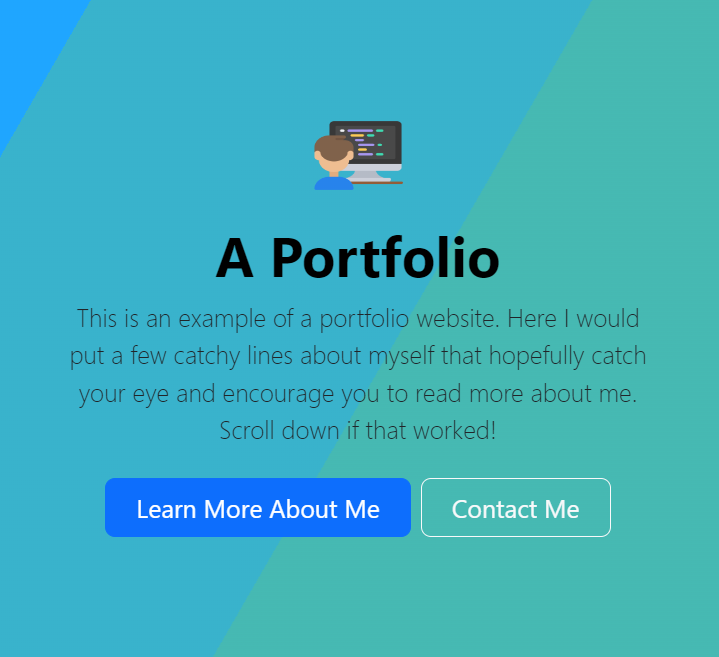 A Portfolio
This is an example of a portfolio website. Here I would
put a few catchy lines about myself that hopefully catch
your eye and encourage you to read more about me.
Scroll down if that worked!
Learn More About Me
Contact Me